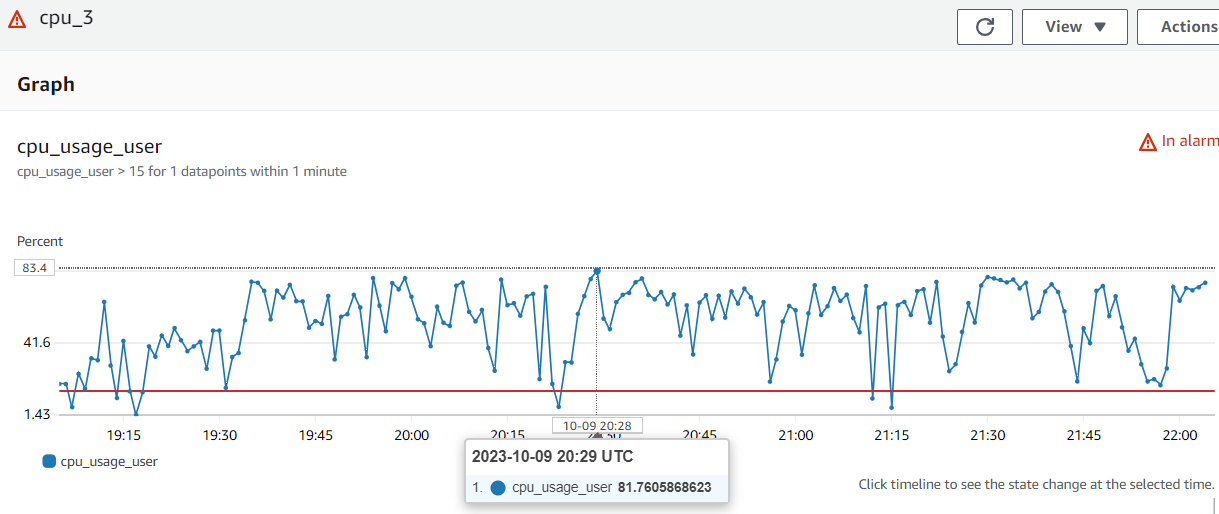 cpu_3
View ▼
Actions
Graph
cpu_usage_user
In alarm
cpu_usage_user > 15 for 1 datapoints within 1 minute
Percent
83.4
41.6
1.43
10-09 20:28
19:15 19:30 19:45 20:00 20:15 20:45 21:00 21:15 21:30 21:45 22:00
cpu_usage_user
2023-10-09 20:29 UTC
1. cpu_usage_user 81.7605868623
Click timeline to see the state change at the selected time.